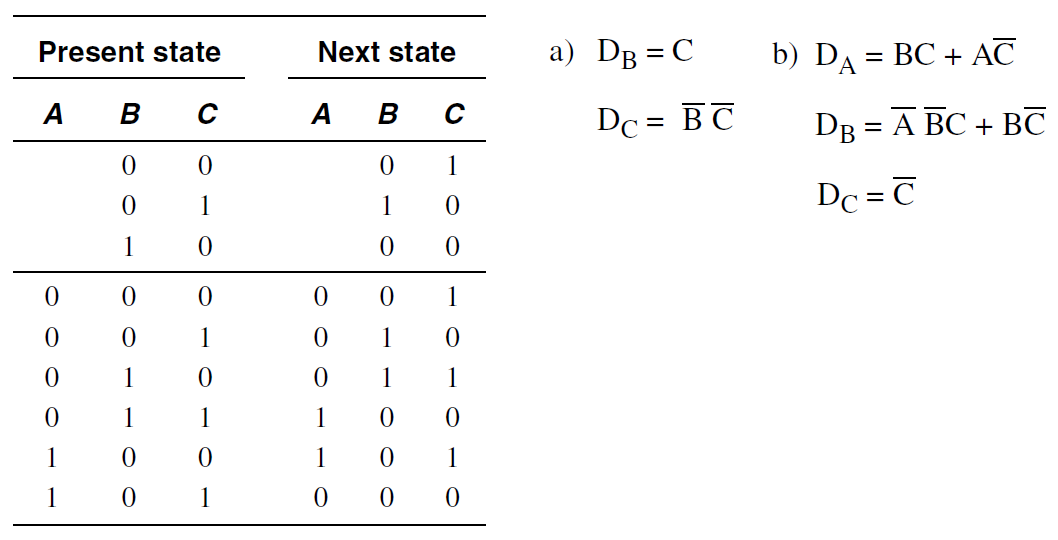 Present state Next state
A B C A B C
0 0 0 1
0 1 1 0
1 0 0 0
0 0 0 0 0 1
0 0 1 0 1 0
0 1 0 0 1 1
0 1 1 1 0 0
1 0 0 1 0 1
1 0 1 0 0 0
a) D_B = C
D_C = B̅ C̅
b) D_A = BC + AC̅
D_B = A̅ B̅C + BC̅
D_C = C̅